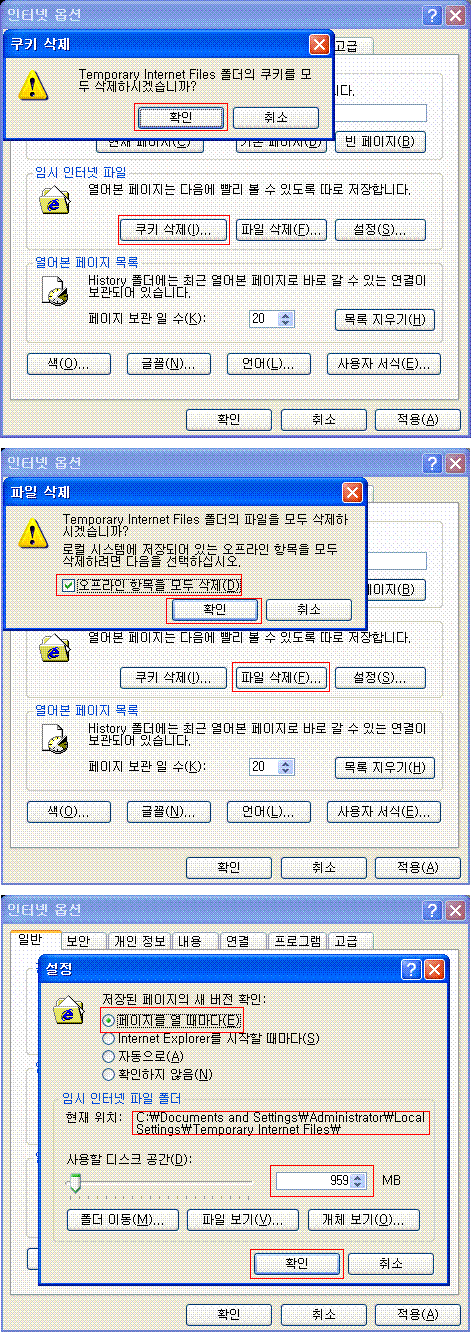 인터넷 옵션
쿠키 삭제
고급
Temporary Internet Files 폴더의 쿠키를 모
두 삭제하시겠습니까?
확인
취소
니다.
현재 페이지(C)
기본 페이지(D)
빈 페이지(B)
임시 인터넷 파일
열어본 페이지는 다음에 빨리 볼 수 있도록 따로 저장합니다.
쿠키 삭제(I)...
파일 삭제(F)...
설정(S)...
열어본 페이지 목록
History 폴더에는 최근 열어본 페이지로 바로 갈 수 있는 연결이
보관되어 있습니다.
페이지 보관 일 수(K):
20
목록 지우기(H)
색(O)...
글꼴(N)...
언어(L)...
사용자 서식(E)...
확인
취소
적용(A)
인터넷 옵션
파일 삭제
Temporary Internet Files 폴더의 파일을 모두 삭제하
시겠습니까?
로컬 시스템에 저장되어 있는 오프라인 항목을 모두
삭제하려면 다음을 선택하십시오.
오프라인 항목을 모두 삭제(D)
확인
취소
이지(B)
열어본 페이지는 다음에 빨리 볼 수 있도록 따로 저장합니다.
쿠키 삭제(I)...
파일 삭제(F)...
설정(S)...
열어본 페이지 목록
History 폴더에는 최근 열어본 페이지로 바로 갈 수 있는 연결이
보관되어 있습니다.
페이지 보관 일 수(K):
20
목록 지우기(H)
색(O)...
글꼴(N)...
언어(L)...
사용자 서식(E)...
확인
취소
적용(A)
인터넷 옵션
일반
보안
개인 정보
내용
연결
프로그램
고급
설정
저장된 페이지의 새 버전 확인:
페이지를 열 때마다(E)
Internet Explorer를 시작할 때마다(S)
자동으로(A)
확인하지 않음(N)
임시 인터넷 파일 폴더
현재 위치:
C:₩Documents and Settings₩Administrator₩Local
Settings₩Temporary Internet Files₩
사용할 디스크 공간(D):
959
MB
폴더 이동(M)...
파일 보기(V)...
개체 보기(O)...
확인
취소
확인
취소
적용(A)